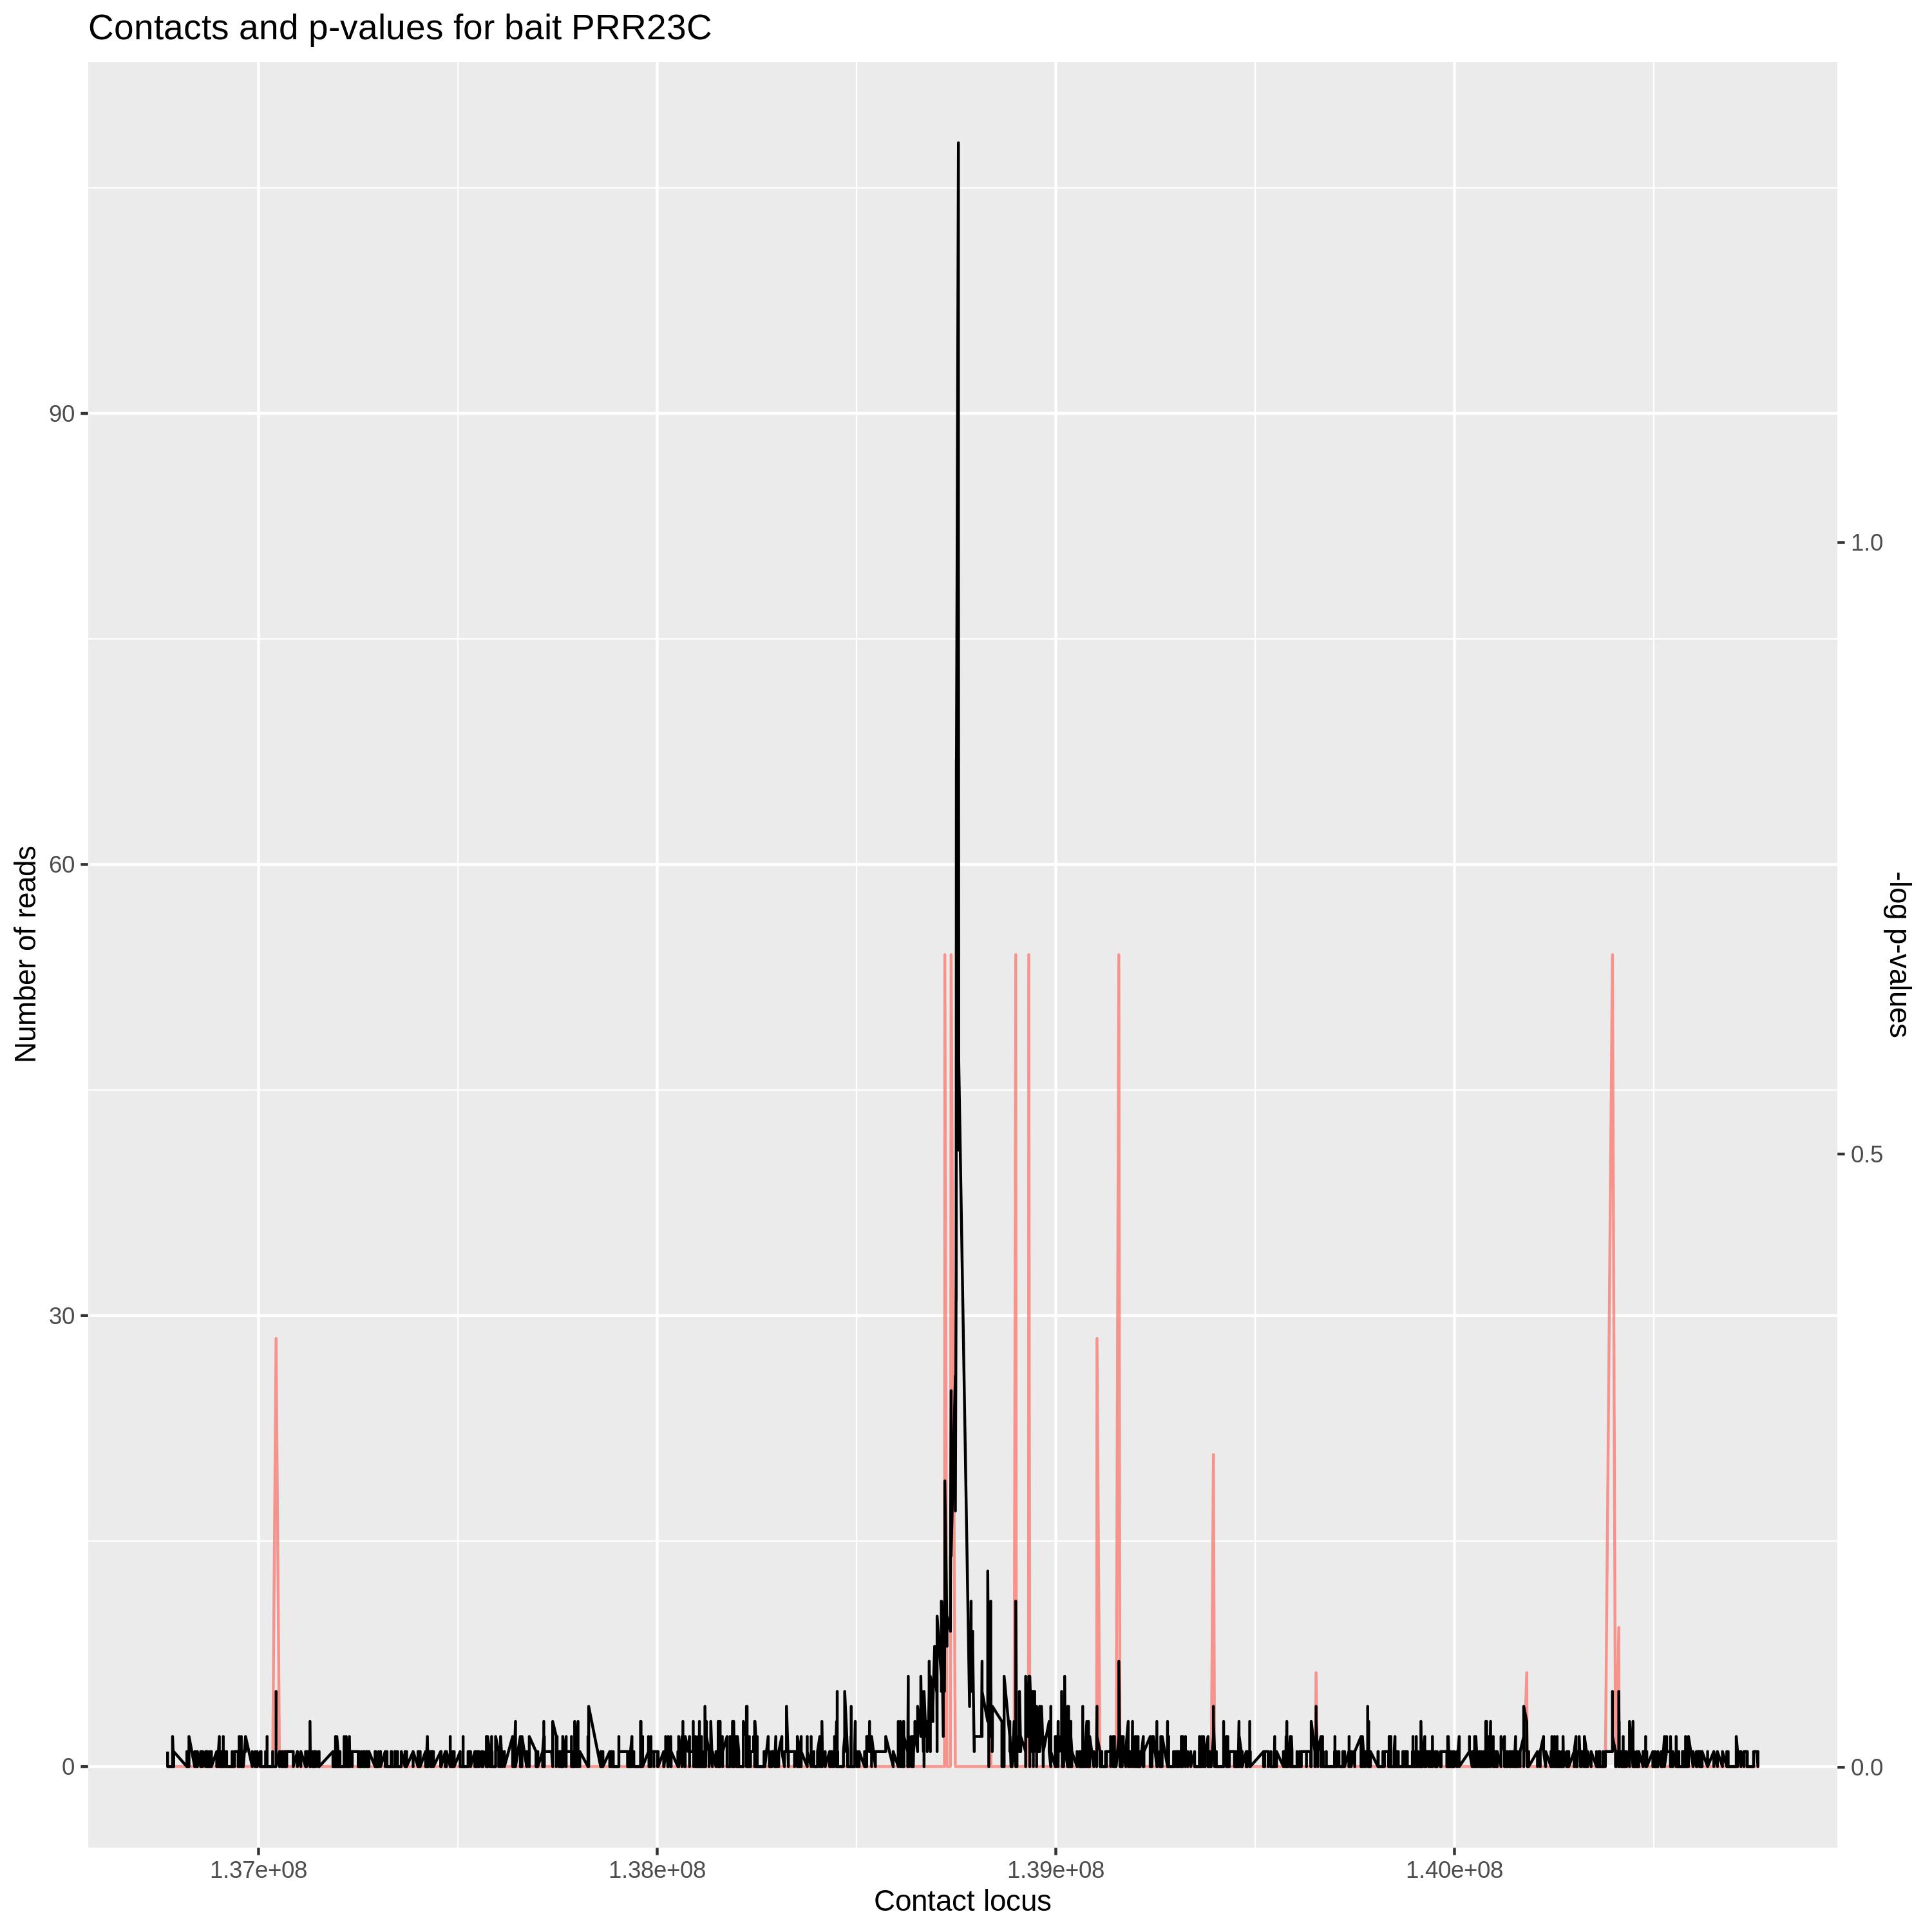 Contacts and p-values for bait PRR23C
Number of reads
90
60
30
0
1.0
0.5
0.0
-log p-values
1.37e+08
1.38e+08
1.39e+08
1.40e+08
Contact locus